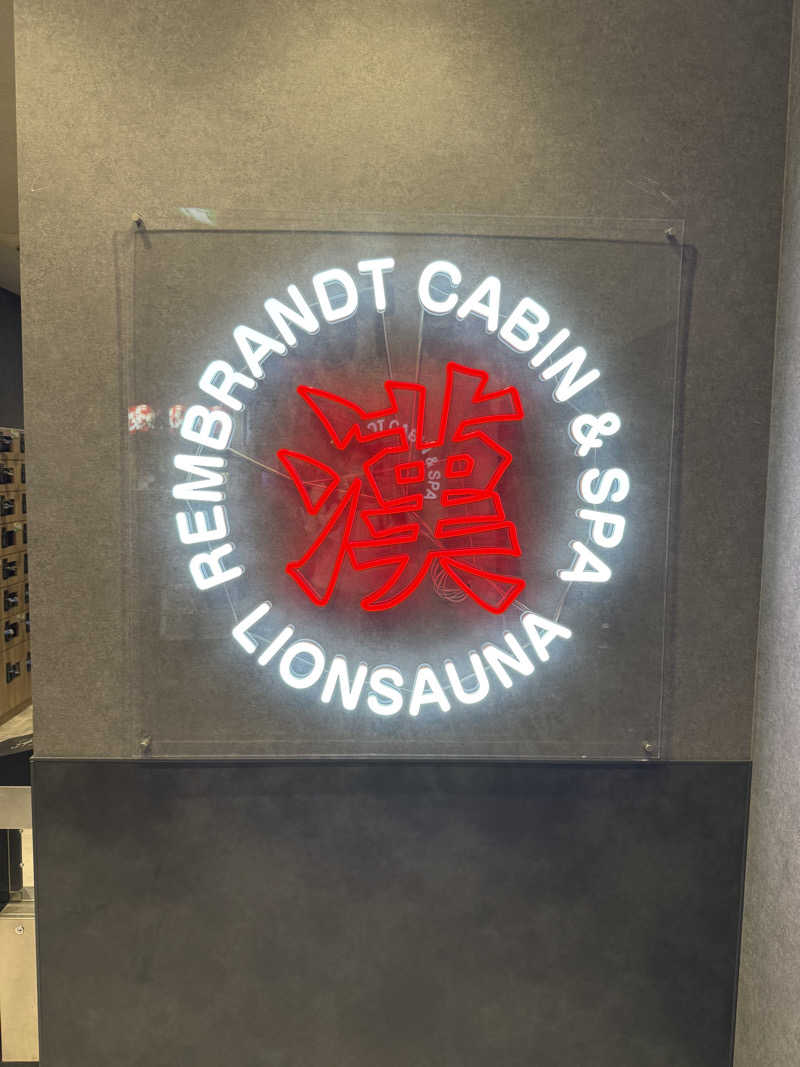 REMBRANDT CABIN & SPA
漢
LIONSAUNA